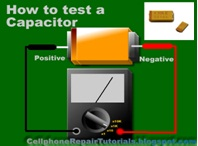 How to test a
Capacitor
Positive
Negative
CellphoneRepairTutorials.blogspot.com